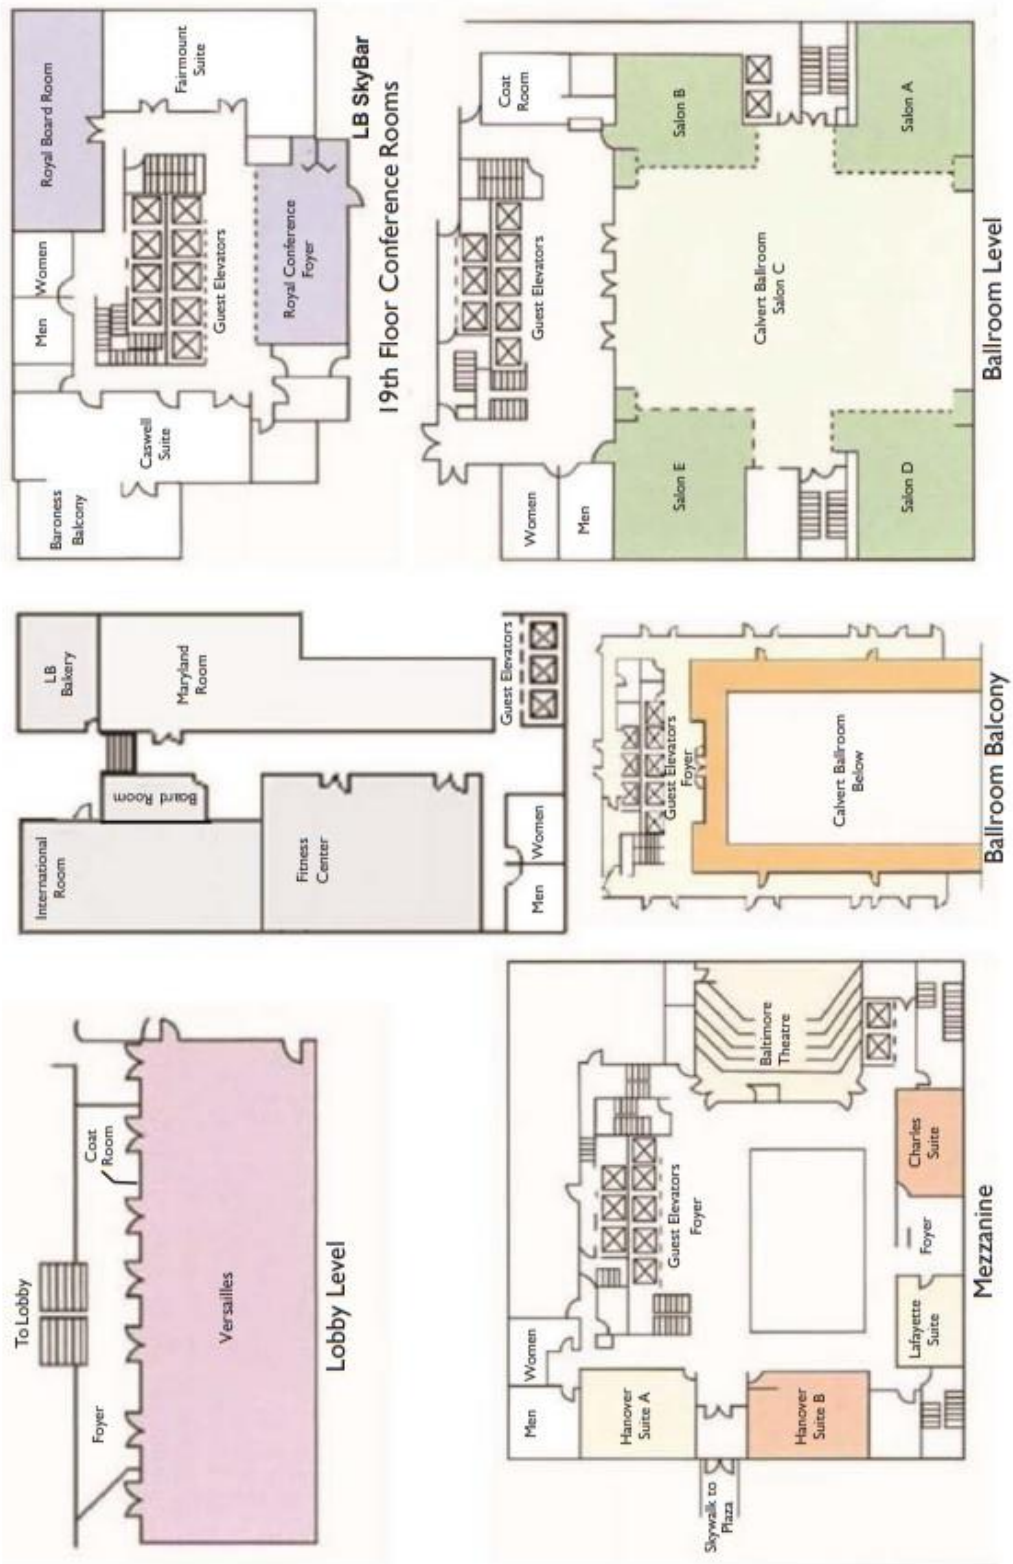 To Lobby
Foyer
Coat
Room
Versailles
Lobby Level
International
Room
Board Room
LB
Bakery
Maryland
Room
Fitness
Center
Men
Women
Guest Elevators
Baroness
Balcony
Caswell
Suite
Men
Women
Royal Board Room
Fairmount
Suite
Guest Elevators
Royal Conference
Foyer
LB SkyBar
19th Floor Conference Rooms
Men
Women
Hanover
Suite A
Guest Elevators
Foyer
Skywalk to
Plaza
Baltimore
Theatre
Hanover
Suite B
Lafayette
Suite
Foyer
Charles
Suite
Mezzanine
Guest Elevators
Foyer
Calvert Ballroom
Below
Ballroom Balcony
Women
Men
Guest Elevators
Coat
Room
Salon E
Salon B
Calvert Ballroom
Salon C
Salon D
Salon A
Ballroom Level